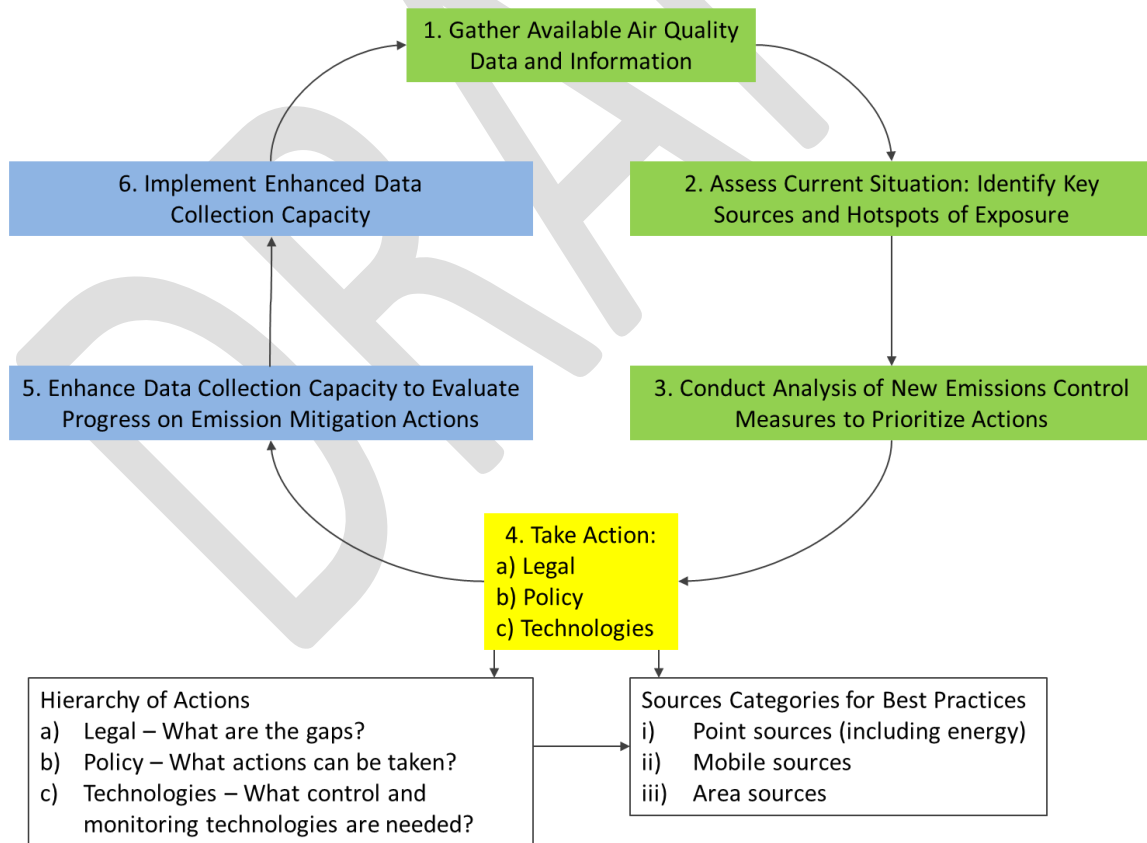 1. Gather Available Air Quality
Data and Information
6. Implement Enhanced Data
Collection Capacity
2. Assess Current Situation: Identify Key
Sources and Hotspots of Exposure
5. Enhance Data Collection Capacity to Evaluate
Progress on Emission Mitigation Actions
3. Conduct Analysis of New Emissions Control
Measures to Prioritize Actions
4. Take Action:
a) Legal
b) Policy
c) Technologies
Hierarchy of Actions
a) Legal – What are the gaps?
b) Policy – What actions can be taken?
c) Technologies – What control and
monitoring technologies are needed?
Sources Categories for Best Practices
i) Point sources (including energy)
ii) Mobile sources
iii) Area sources
DRA